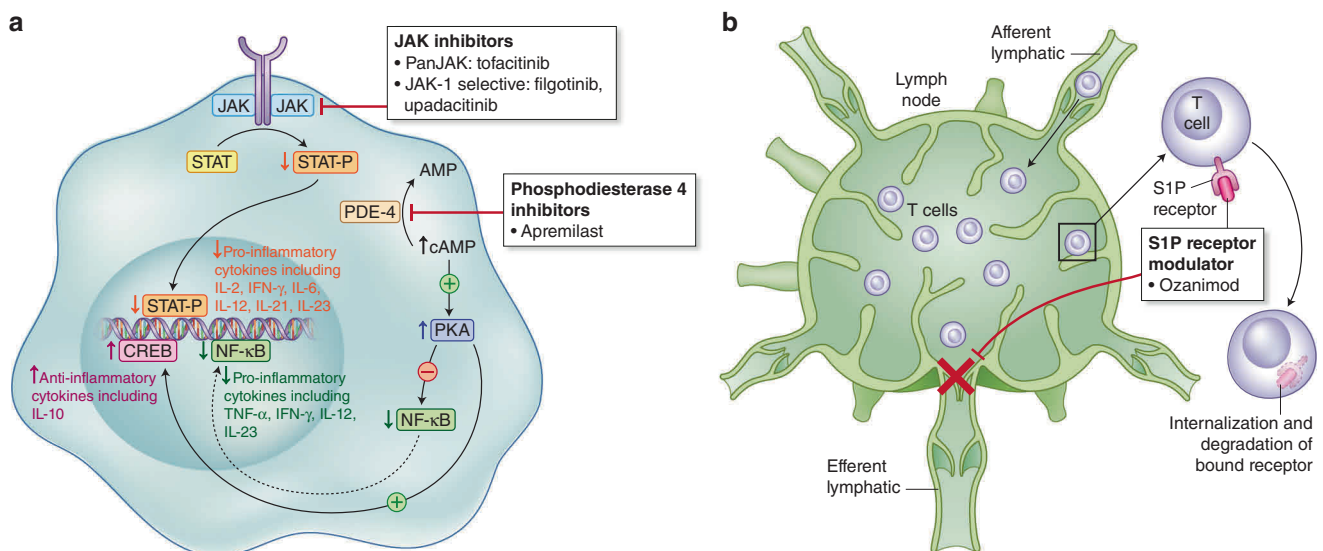 a
JAK inhibitors
• PanJAK: tofacitinib
• JAK-1 selective: filgotinib,
upadacitinib
JAK
JAK
STAT
↓ STAT-P
AMP
Phosphodiesterase 4
inhibitors
• Apremilast
PDE-4
↑cAMP
+
↓Pro-inflammatory
cytokines including
IL-2, IFN-γ, IL-6,
IL-12, IL-21, IL-23
↓ STAT-P
↑ PKA
↑ CREB
↓ NF-κB
−
↑Anti-inflammatory
cytokines including
IL-10
↓Pro-inflammatory
cytokines including
TNF-α, IFN-γ, IL-12,
IL-23
↓ NF-κB
+
b
Afferent
lymphatic
Lymph
node
T
cell
S1P
receptor
T cells
S1P receptor
modulator
• Ozanimod
Internalization and
degradation of
bound receptor
Efferent
lymphatic